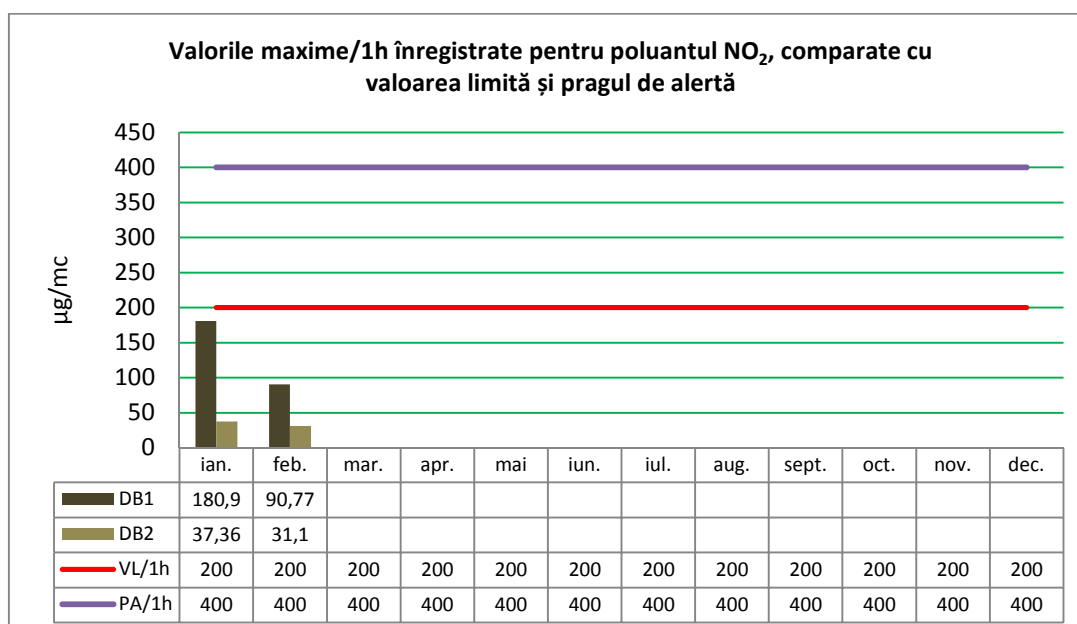 Valorile maxime/1h înregistrate pentru poluantul NO₂, comparate cu
valoarea limită și pragul de alertă
µg/mc
450
400
350
300
250
200
150
100
50
0
ian. feb. mar. apr. mai iun. iul. aug. sept. oct. nov. dec.
DB1 180,9 90,77
DB2 37,36 31,1
VL/1h 200 200 200 200 200 200 200 200 200 200 200 200
PA/1h 400 400 400 400 400 400 400 400 400 400 400 400